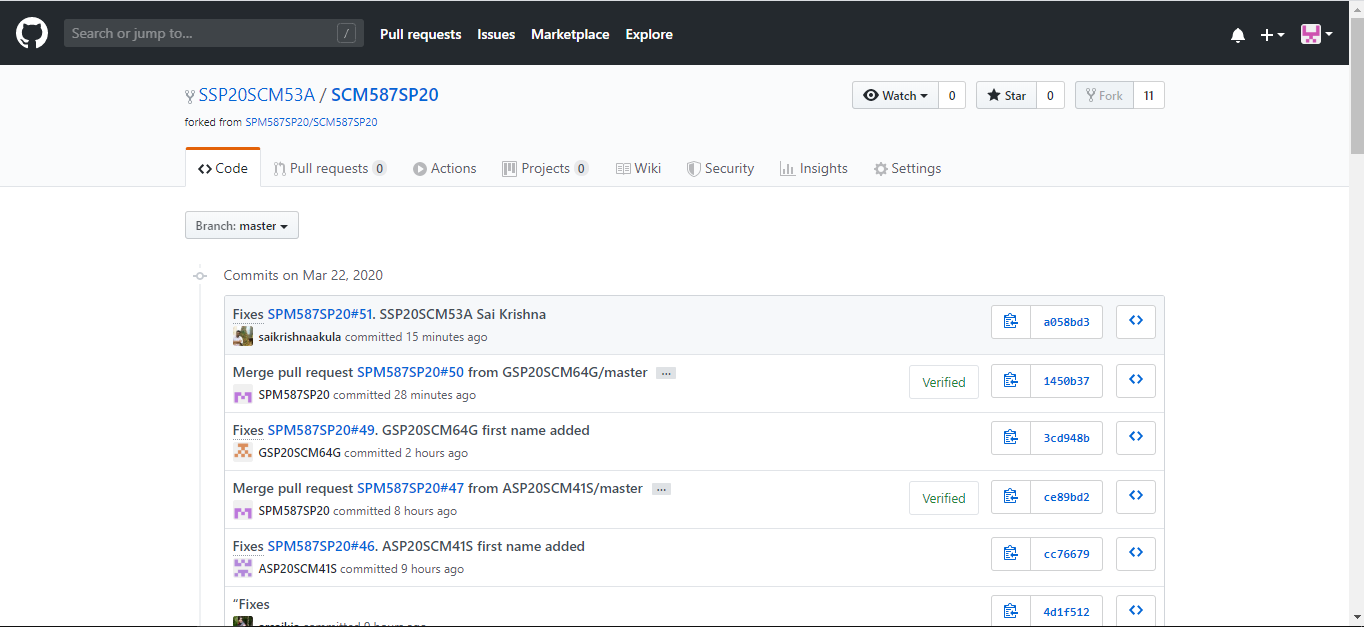 Search or jump to... /
Pull requests Issues Marketplace Explore
SSP20SCM53A / SCM587SP20
Watch 0 Star 0 Fork 11
forked from SPM587SP20/SCM587SP20
Code Pull requests 0 Actions Projects 0 Wiki Security Insights Settings
Branch: master
Commits on Mar 22, 2020
Fixes SPM587SP20#51. SSP20SCM53A Sai Krishna
saikrishnaakula committed 15 minutes ago
a058bd3
Merge pull request SPM587SP20#50 from GSP20SCM64G/master ...
SPM587SP20 committed 28 minutes ago
Verified 1450b37
Fixes SPM587SP20#49. GSP20SCM64G first name added
GSP20SCM64G committed 2 hours ago
3cd948b
Merge pull request SPM587SP20#47 from ASP20SCM41S/master ...
SPM587SP20 committed 8 hours ago
Verified ce89bd2
Fixes SPM587SP20#46. ASP20SCM41S first name added
ASP20SCM41S committed 9 hours ago
cc76679
“Fixes
committed 9 hours ago
4d1f512